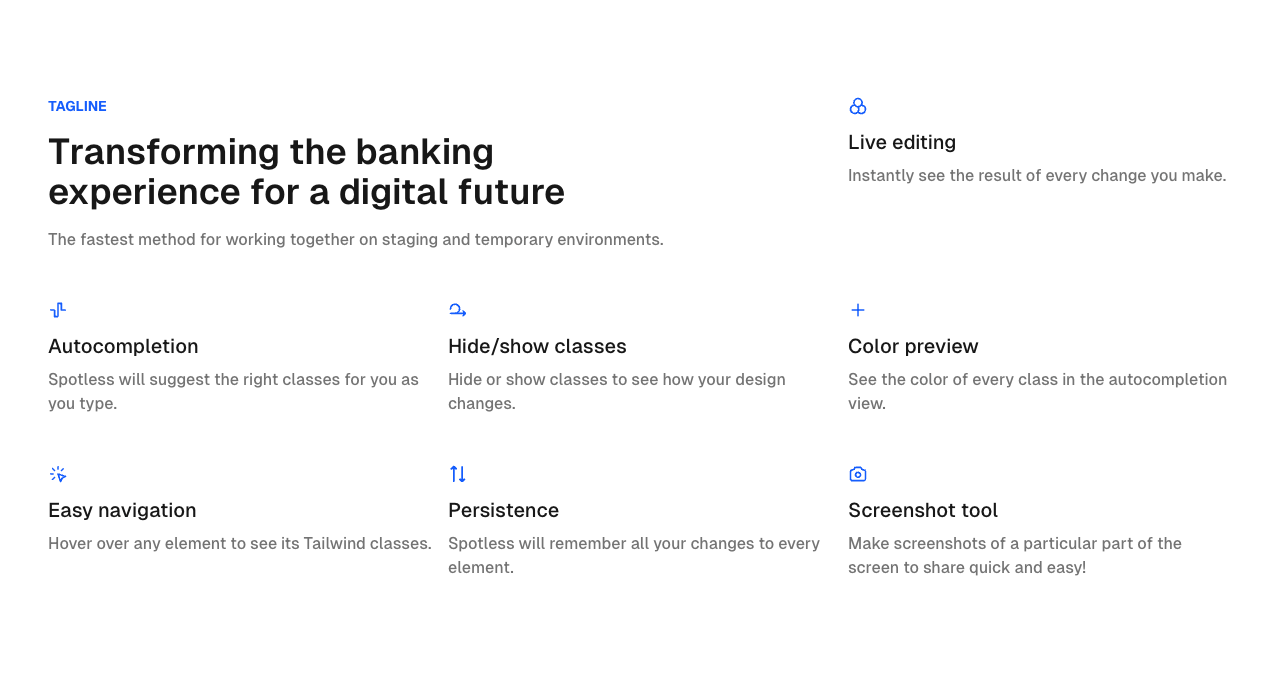 TAGLINE
Transforming the banking
experience for a digital future
The fastest method for working together on staging and temporary environments.
Live editing
Instantly see the result of every change you make.
Autocompletion
Spotless will suggest the right classes for you as
you type.
Hide/show classes
Hide or show classes to see how your design
changes.
Color preview
See the color of every class in the autocompletion
view.
Easy navigation
Hover over any element to see its Tailwind classes.
Persistence
Spotless will remember all your changes to every
element.
Screenshot tool
Make screenshots of a particular part of the
screen to share quick and easy!